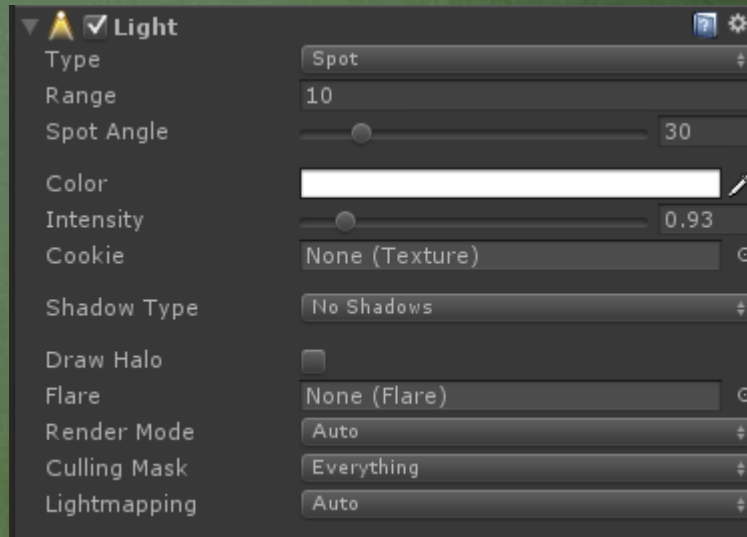 Light
Type Spot
Range 10
Spot Angle 30
Color
Intensity 0.93
Cookie None (Texture)
Shadow Type No Shadows
Draw Halo
Flare None (Flare)
Render Mode Auto
Culling Mask Everything
Lightmapping Auto